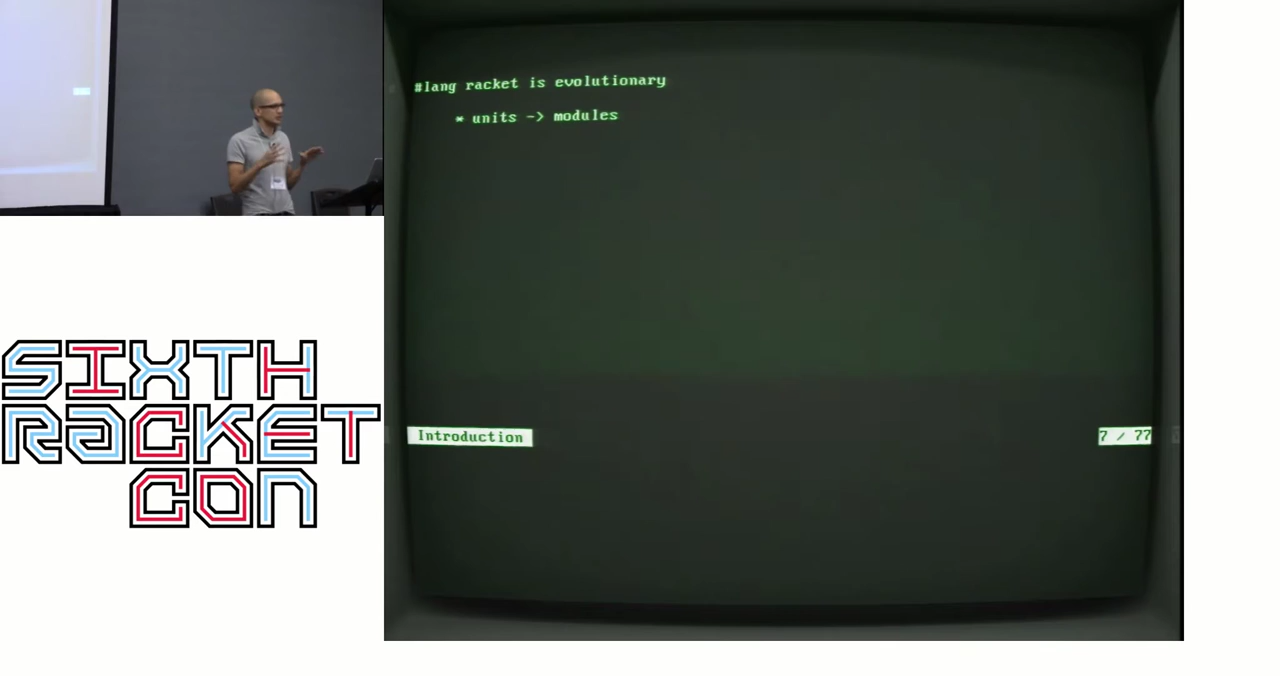 #lang racket is evolutionary
* units -> modules
Introduction
7 / 77
SIXTH
RaCKET
CON